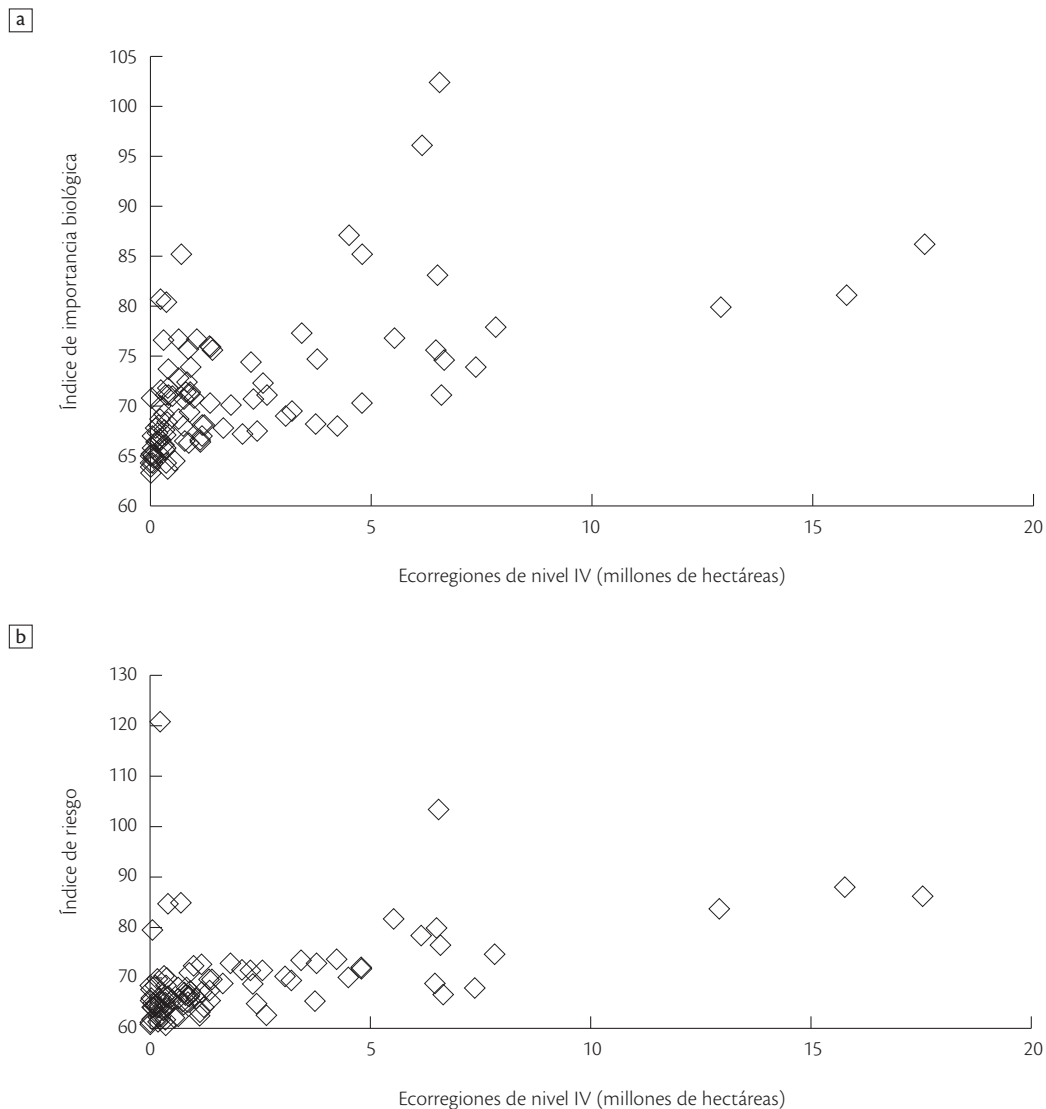 a
105
100
95
90
85
80
75
70
65
60
Índice de importancia biológica
0 5 10 15 20
Ecorregiones de nivel IV (millones de hectáreas)
b
130
120
110
100
90
80
70
60
Índice de riesgo
0 5 10 15 20
Ecorregiones de nivel IV (millones de hectáreas)